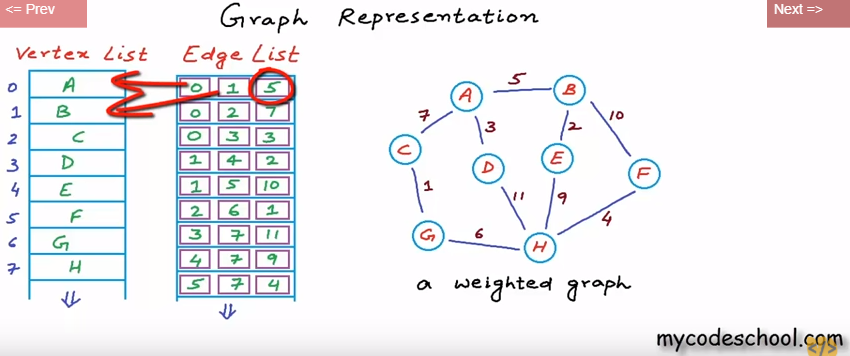 <= Prev
Graph Representation
Next =>
Vertex List
0 A
1 B
2 C
3 D
4 E
5 F
6 G
7 H
Edge List
0 1 5
0 2 7
0 3 3
1 4 2
1 5 10
2 6 1
3 7 11
4 7 9
5 7 4
A 5 B
7 3 2 10
C D E F
1 11 9 4
G 6 H
a weighted graph
mycodeschool.com
</>